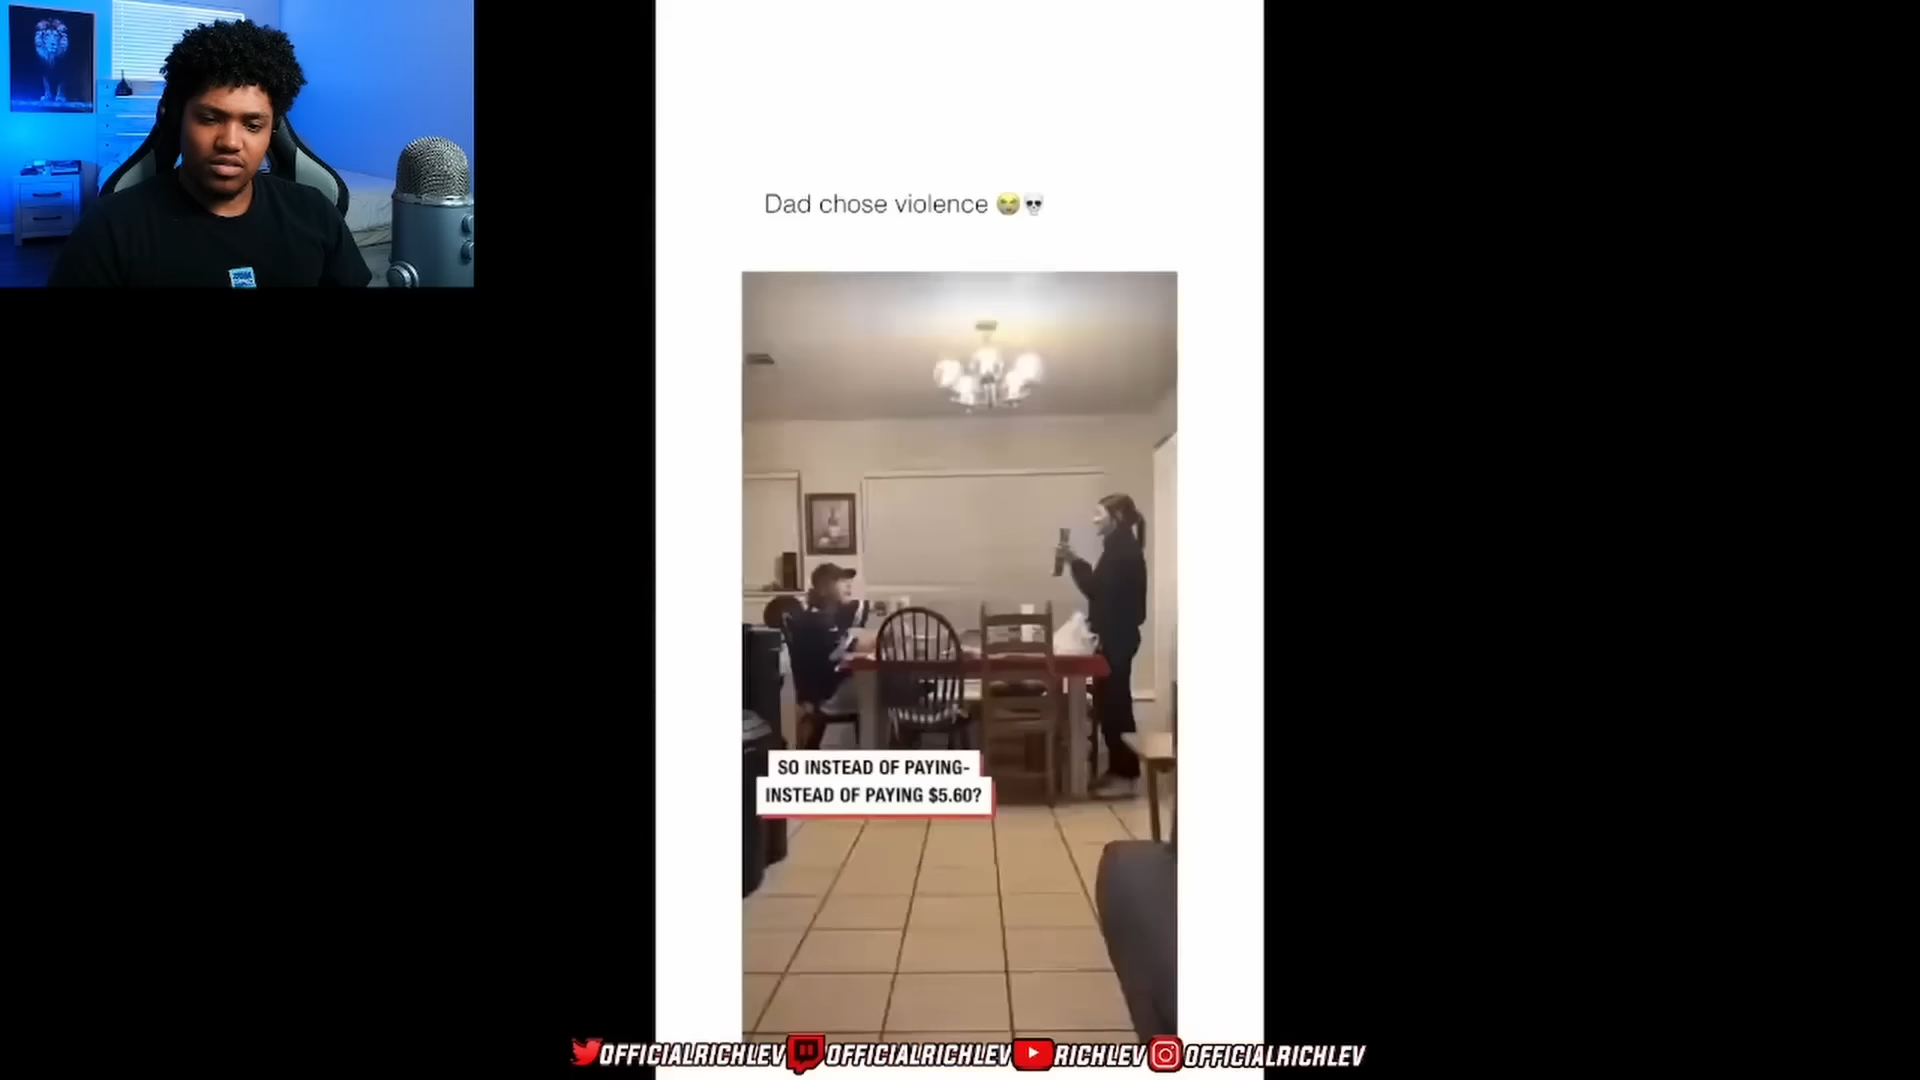 Dad chose violence 😭💀
SO INSTEAD OF PAYING-
INSTEAD OF PAYING $5.60?
OFFICIALRICHLEV OFFICIALRICHLEV RICHLEV OFFICIALRICHLEV